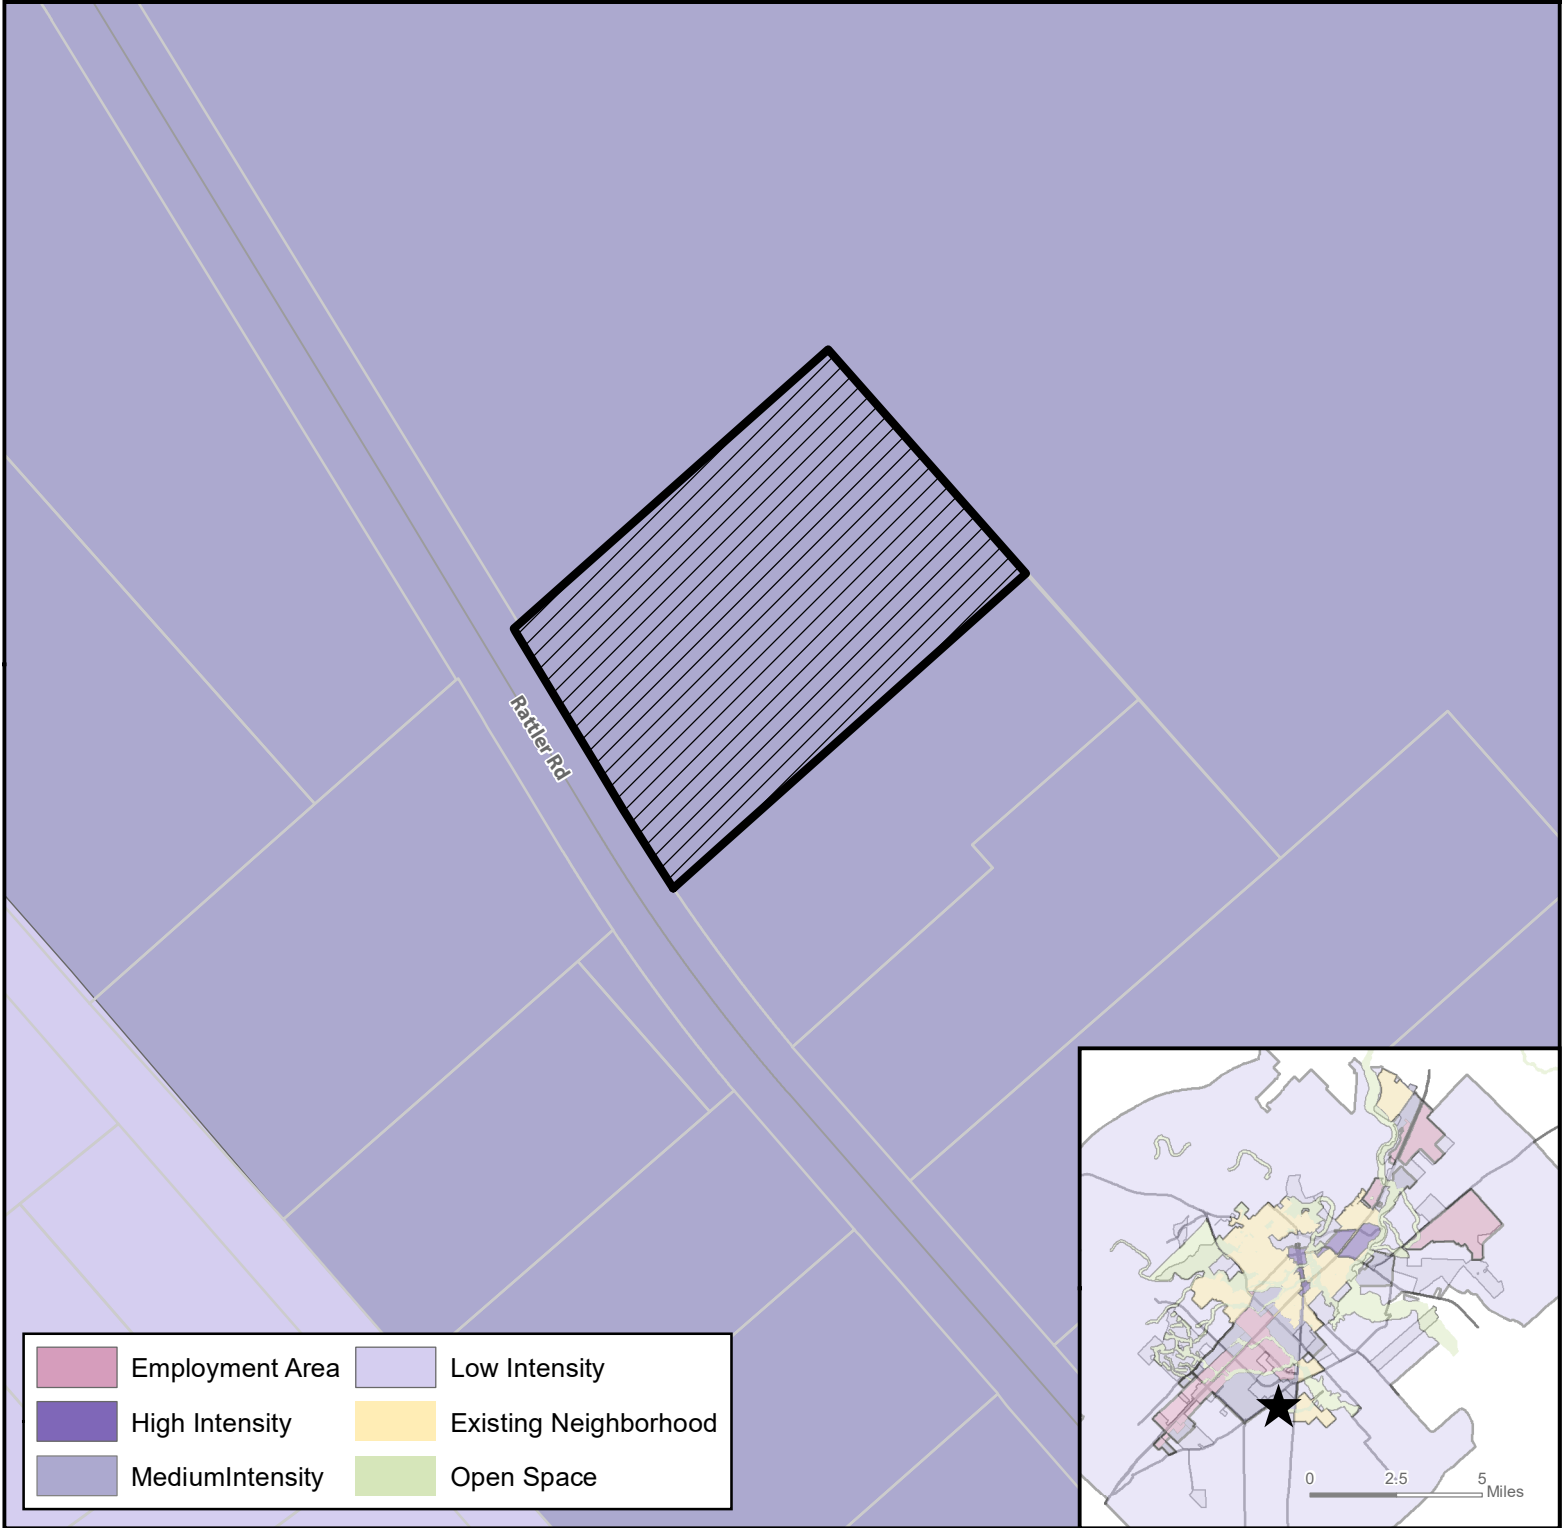 Rattler Rd
Employment Area
Low Intensity
High Intensity
Existing Neighborhood
MediumIntensity
Open Space
0 2.5 5
Miles